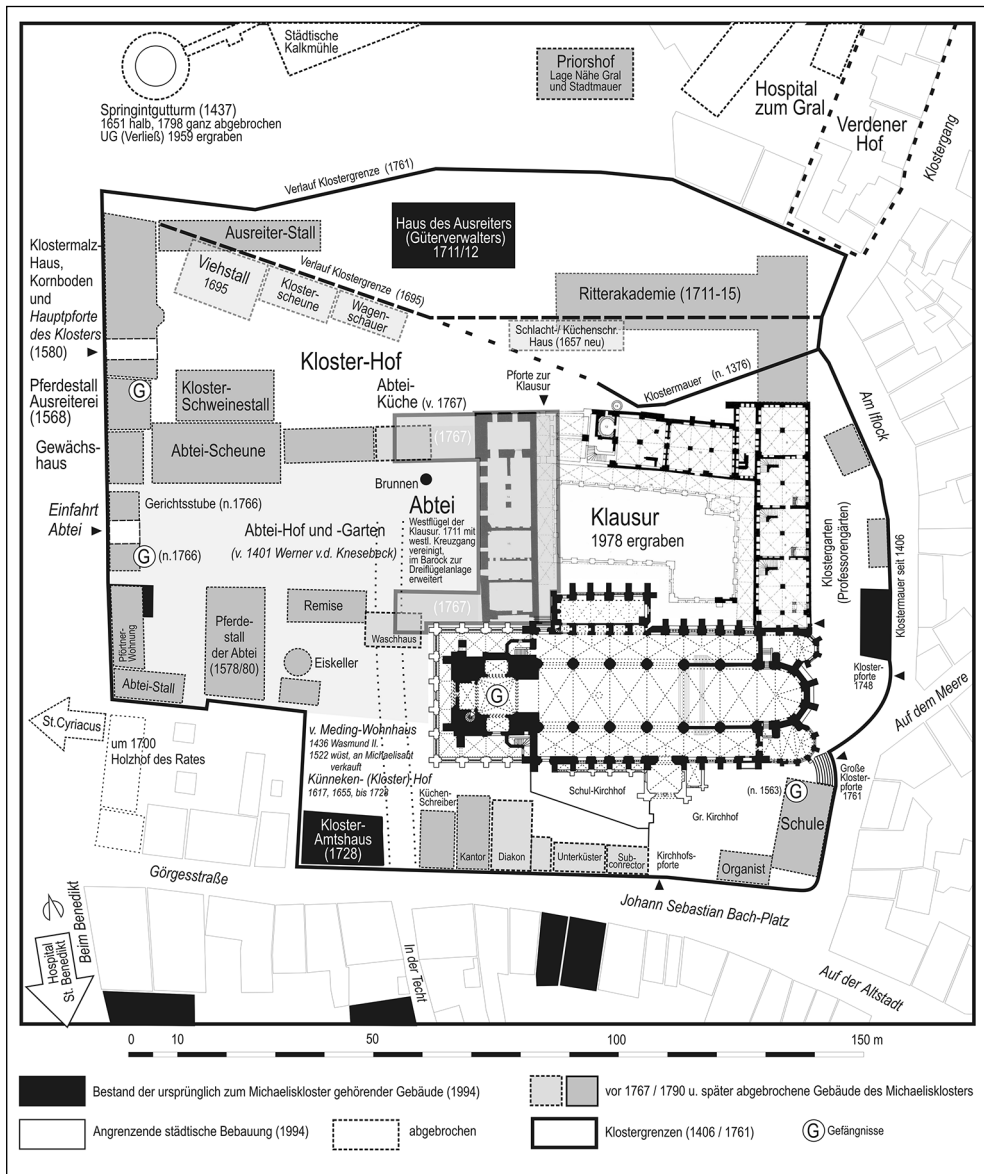 Städtische
Kalkmühle
Springintgutturm (1437)
1651 halb, 1798 ganz abgebrochen
UG (Verließ) 1959 ergraben
Priorshof
Lage Nähe Gral
und Stadtmauer
Hospital
zum Gral
Verdener
Hof
Klostergang
Verlauf Klostergrenze (1761)
Ausreiter-Stall
Haus des Ausreiters
(Güterverwalters)
1711/12
Klostermalz-
Haus,
Kornboden
und
Hauptpforte
des Klosters
(1580)
Viehstall
1695
Kloster-
scheune
Wagen-
schauer
Verlauf Klostergrenze (1695)
Ritterakademie (1711-15)
Schlacht-/ Küchenschr.
Haus (1657 neu)
Kloster-Hof
Pforte zur
Klausur
Klostermauer (n. 1376)
Pferdestall
Ausreiterei
(1568)
G
Kloster-
Schweinestall
Abtei-
Küche (v. 1767)
(1767)
Am Iflock
Gewächs-
haus
Abtei-Scheune
Brunnen
Abtei
Westflügel der
Klausur. 1711 mit
westl. Kreuzgang
vereinigt,
im Barock zur
Dreiflügelanlage
erweitert
Klausur
1978 ergraben
Einfahrt
Abtei
Gerichtsstube (n.1766)
Abtei-Hof und -Garten
(v. 1401 Werner v.d. Knesebeck)
G
(n.1766)
Klostergarten
(Professorengärten)
Klostermauer seit 1406
Pförtner-
Wohnung
Pferde-
stall
der Abtei
(1578/80)
Remise
(1767)
Waschhaus
Eiskeller
Abtei-Stall
G
Kloster-
pforte
1748
Auf dem Meere
St.Cyriacus
um 1700
Holzhof des Rates
v. Meding-Wohnhaus
1436 Wasmund II.
1522 wüst, an Michaelisabt
verkauft
Künneken- (Kloster) Hof
1617, 1655, bis 1728
Große
Kloster-
pforte
1761
Schul-Kirchhof
Gr. Kirchhof
(n. 1563)
G
Schule
Kloster-
Amtshaus
(1728)
Küchen-
Schreiber
Kantor
Diakon
Unterküster
Sub-
conrector
Kirchhofs-
pforte
Organist
Görgesstraße
Johann Sebastian Bach-Platz
Beim Benedikt
Hospital
St. Benedikt
In der Techt
Auf der Altstadt
0 10 50 100 150 m
Bestand der ursprünglich zum Michaeliskloster gehörender Gebäude (1994)
vor 1767 / 1790 u. später abgebrochene Gebäude des Michaelisklosters
Angrenzende städtische Bebauung (1994)
abgebrochen
Klostergrenzen (1406 / 1761)
G Gefängnisse